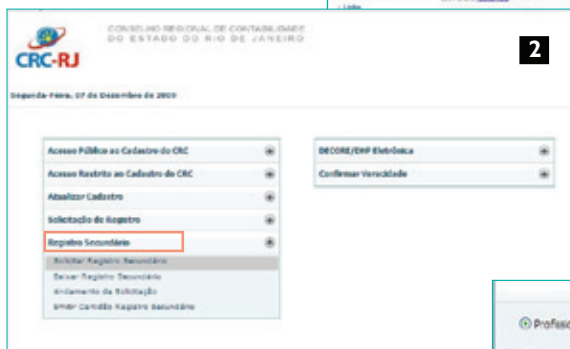 Links
CONSELHO REGIONAL DE CONTABILIDADE
DO ESTADO DO RIO DE JANEIRO
CRC-RJ
2
Segunda-Feira, 07 de Dezembro de 2009
Acesso Público ao Cadastro do CRC
DECORE/DHP Eletrônica
Acesso Restrito ao Cadastro do CRC
Confirmar Veracidade
Atualizar Cadastro
Solicitação de Registro
Registro Secundário
Solicitar Registro Secundário
Baixar Registro Secundário
Andamento da Solicitação
Emitir Certidão Registro Secundário